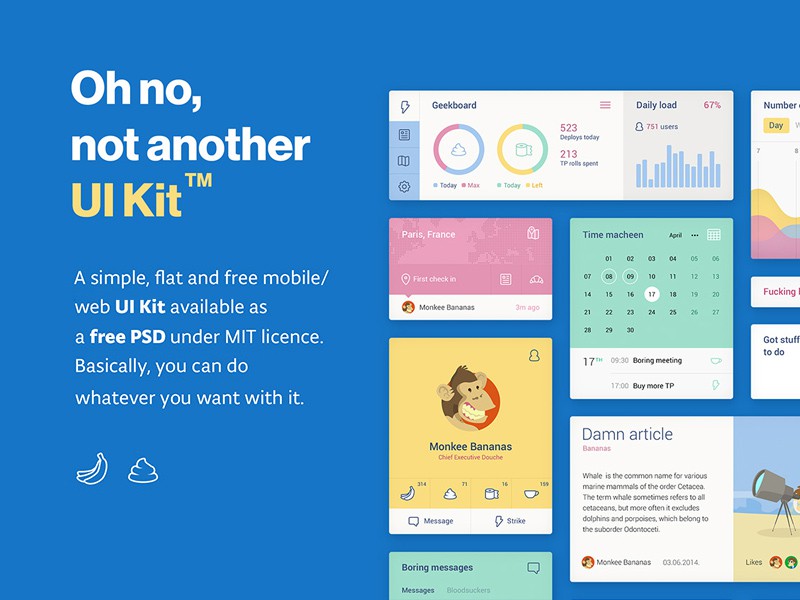 Oh no,
not another
UI Kit™
A simple, flat and free mobile/
web UI Kit available as
a free PSD under MIT licence.
Basically, you can do
whatever you want with it.
Geekboard
523
Deploys today
213
TP rolls spent
Today Max
Today Left
Daily load 67%
751 users
Number
Day
7 8
Paris, France
First check in
Monkee Bananas 3m ago
Time macheen April
01 02 03 04 05 06
07 08 09 10 11 12 13
14 15 16 17 18 19 20
21 22 23 24 25 26 27
28 29 30
17TH 09:30 Boring meeting
17:00 Buy more TP
Fucking
Got stuff
to do
Monkee Bananas
Chief Executive Douche
314 71 16 159
Message Strike
Damn article
Bananas
Whale is the common name for various
marine mammals of the order Cetacea.
The term whale sometimes refers to all
cetaceans, but more often it excludes
dolphins and porpoises, which belong to
the suborder Odontoceti.
Monkee Bananas 03.06.2014.
Likes
Boring messages
Messages Bloodsuckers